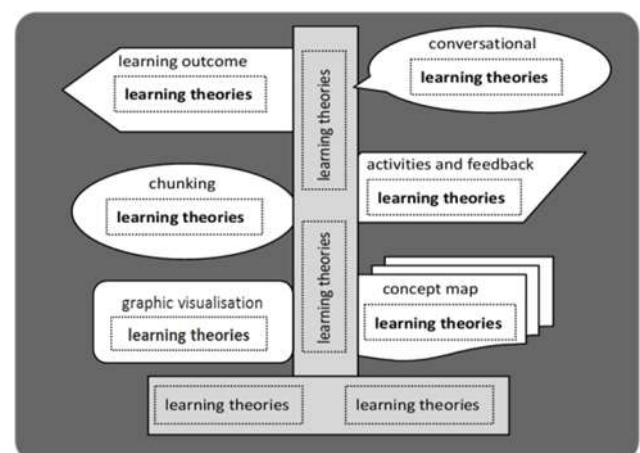 learning outcome
learning theories
learning theories
conversational
learning theories
chunking
learning theories
activities and feedback
learning theories
graphic visualisation
learning theories
learning theories
concept map
learning theories
learning theories
learning theories